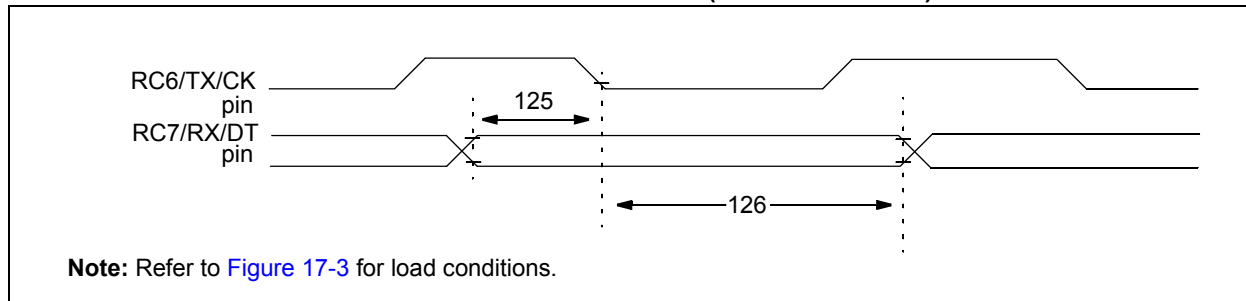 RC6/TX/CK
pin
125
RC7/RX/DT
pin
126
Note: Refer to Figure 17-3 for load conditions.